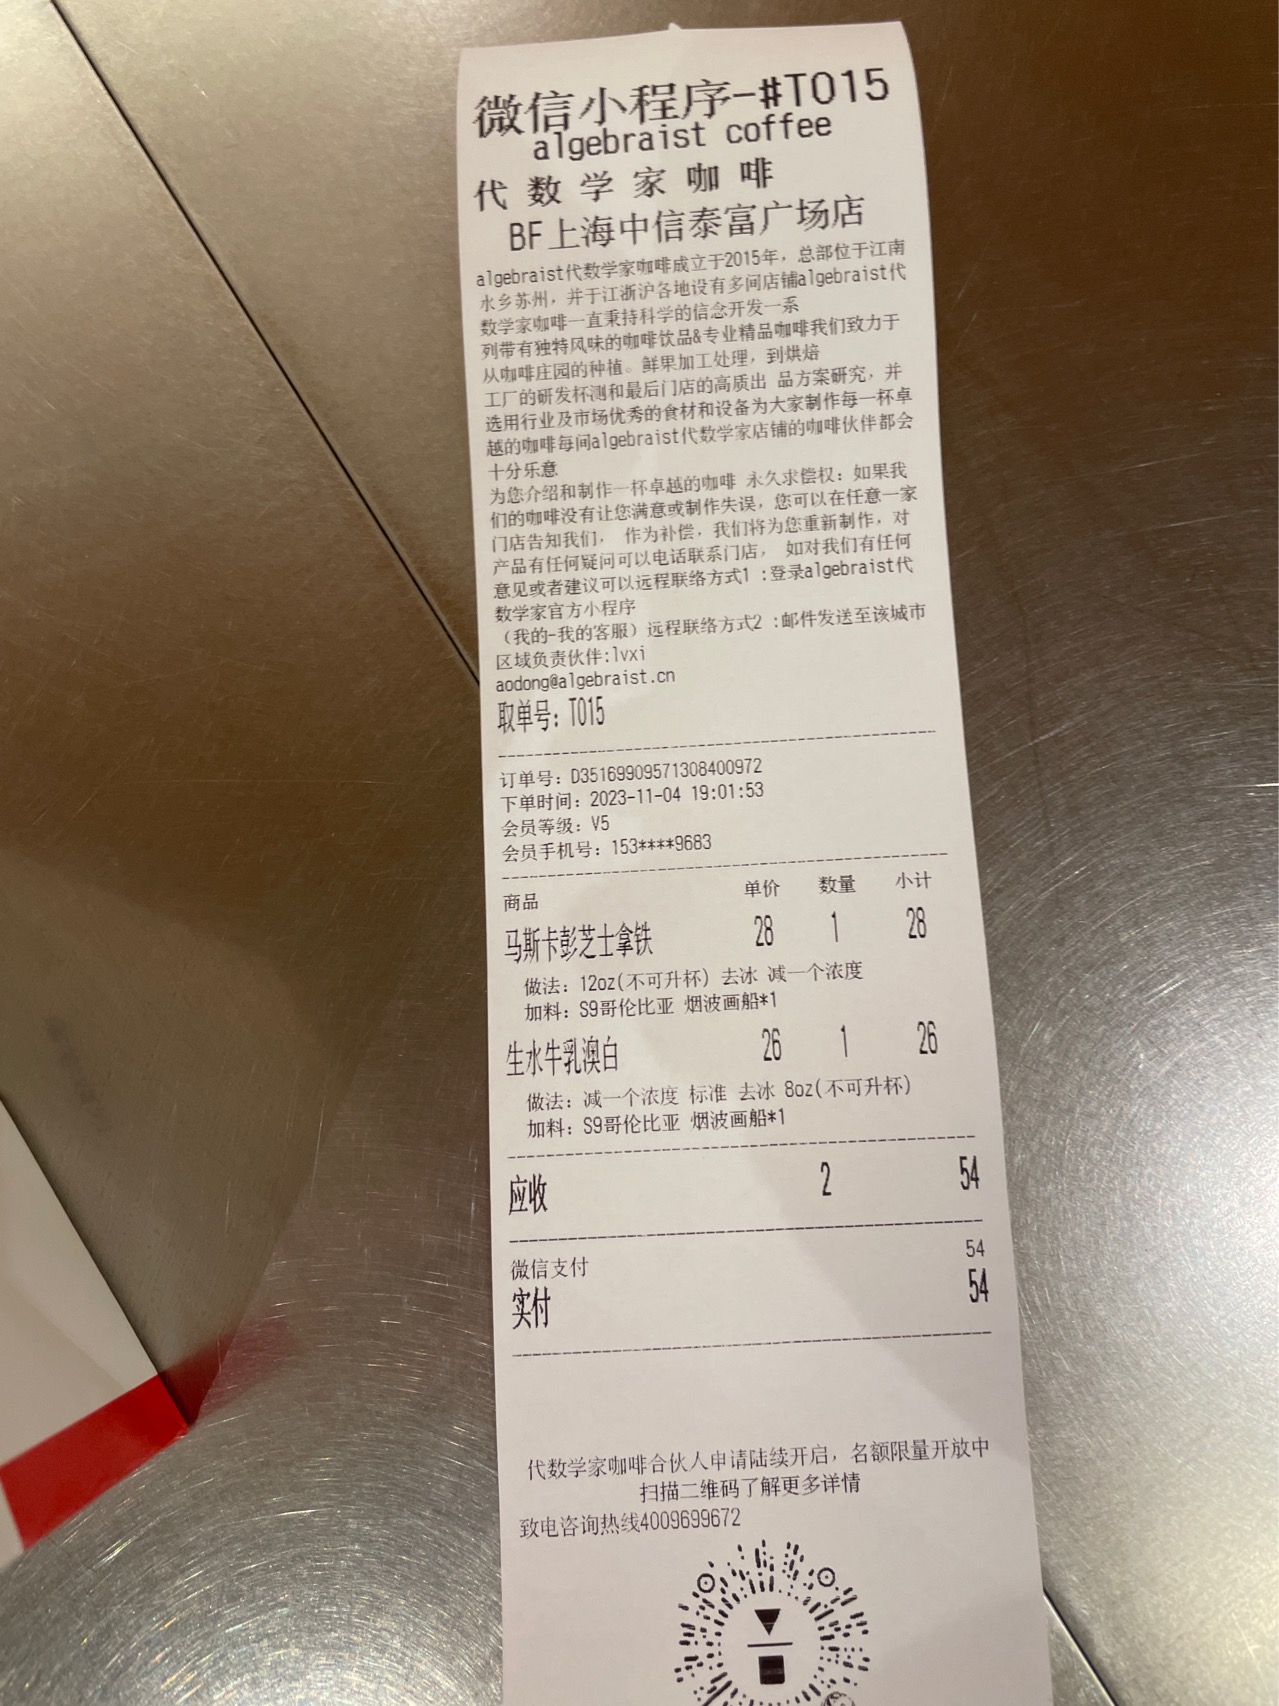 微信小程序-#T015
algebraist coffee
代数学家咖啡
BF上海中信泰富广场店
algebraist代数学家咖啡成立于2015年，总部位于江南
水乡苏州，并于江浙沪各地设有多间店铺algebraist代
数学家咖啡一直秉持科学的信念开发一系
列带有独特风味的咖啡饮品&专业精品咖啡我们致力于
从咖啡庄园的种植。鲜果加工处理，到烘焙
工厂的研发杯测和最后门店的高质出 品方案研究，并
选用行业及市场优秀的食材和设备为大家制作每一杯卓
越的咖啡每间algebraist代数学家店铺的咖啡伙伴都会
十分乐意
为您介绍和制作一杯卓越的咖啡 永久求偿权：如果我
们的咖啡没有让您满意或制作失误，您可以在任意一家
门店告知我们， 作为补偿，我们将为您重新制作，对
产品有任何疑问可以电话联系门店， 如对我们有任何
意见或者建议可以远程联络方式1 :登录algebraist代
数学家官方小程序
（我的-我的客服）远程联络方式2 :邮件发送至该城市
区域负责伙伴:lvxi
aodong@algebraist.cn
取单号：T015
订单号：D35169909571308400972
下单时间：2023-11-04 19:01:53
会员等级：V5
会员手机号：153****9683
商品 单价 数量 小计
马斯卡彭芝士拿铁 28 1 28
做法：12oz(不可升杯) 去冰 减一个浓度
加料：S9哥伦比亚 烟波画船*1
生水牛乳澳白 26 1 26
做法：减一个浓度 标准 去冰 8oz(不可升杯)
加料：S9哥伦比亚 烟波画船*1
应收 2 54
微信支付 54
实付 54
代数学家咖啡合伙人申请陆续开启，名额限量开放中
扫描二维码了解更多详情
致电咨询热线4009699672